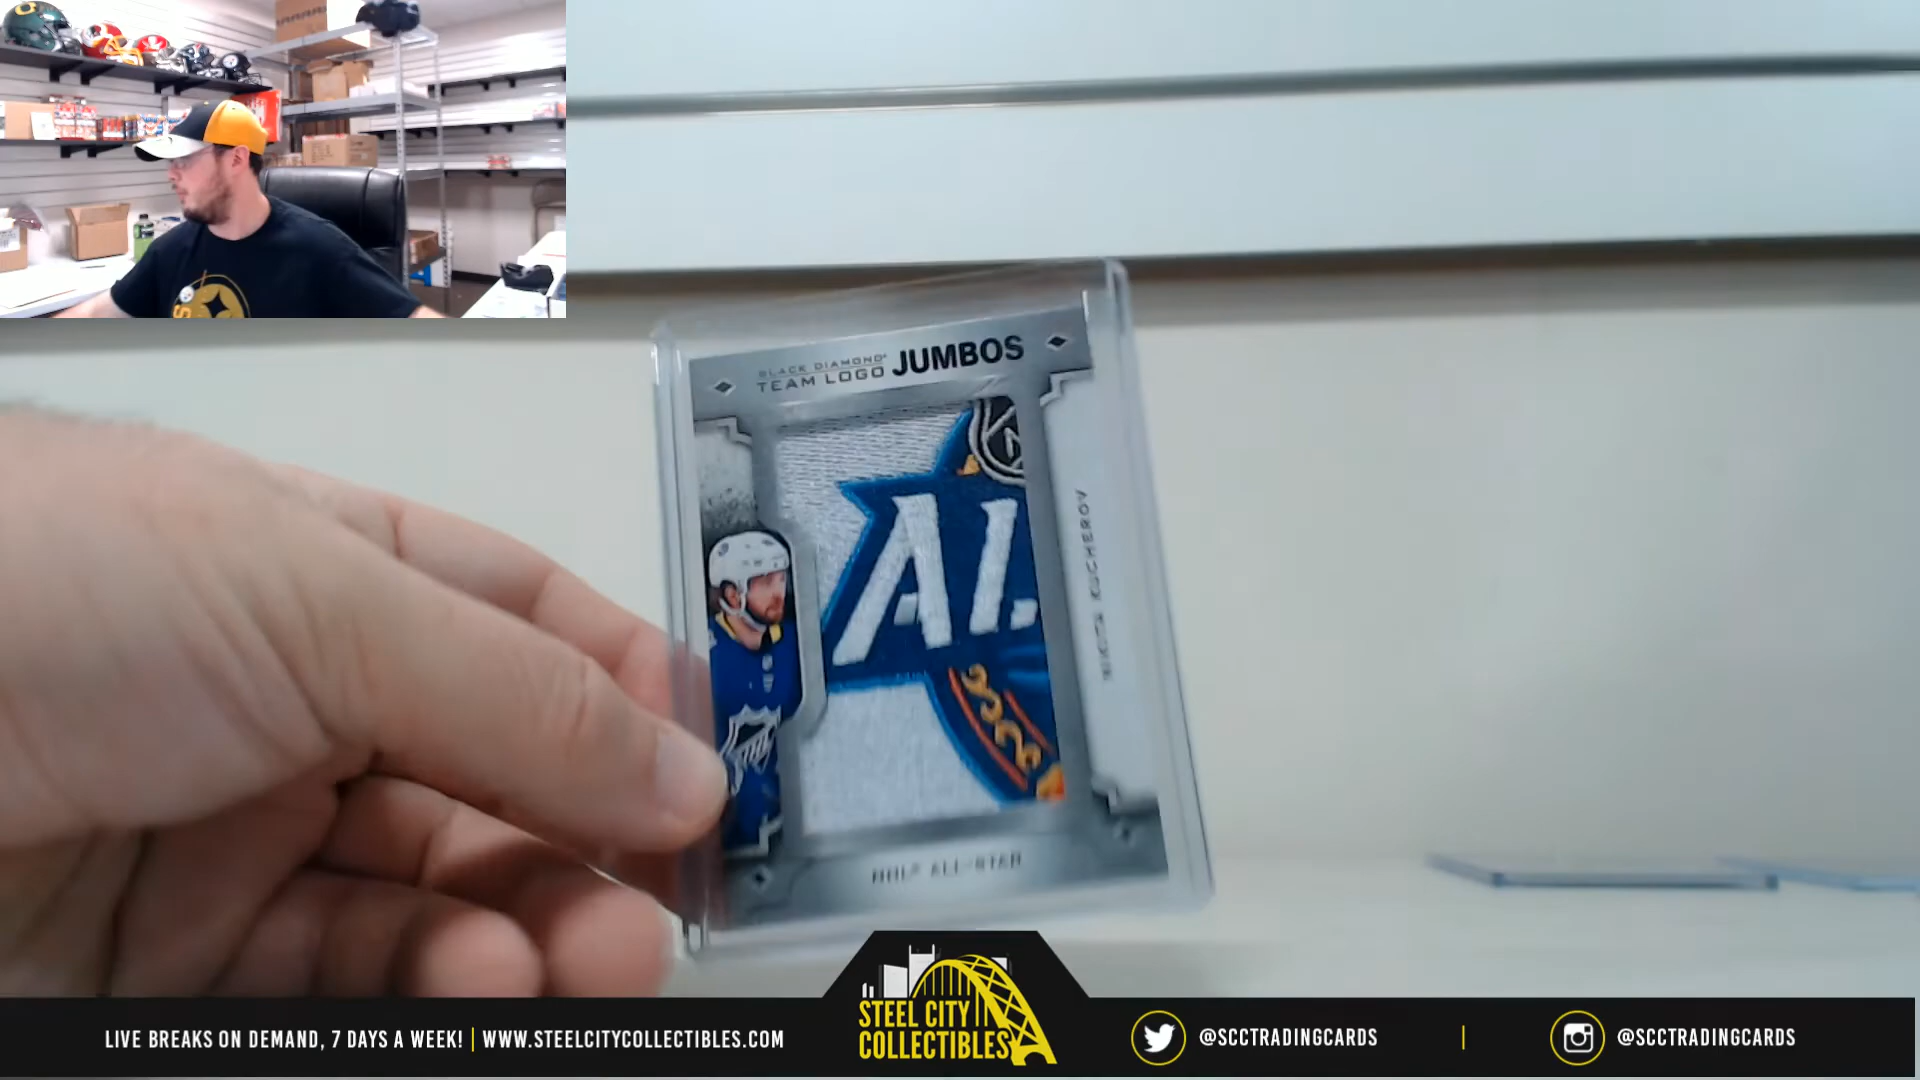 BLACK DIAMOND
TEAM LOGO JUMBOS
AL
NIKITA KUCHEROV
NHL® ALL-STAR
STEEL CITY
COLLECTIBLES
LIVE BREAKS ON DEMAND, 7 DAYS A WEEK! | WWW.STEELCITYCOLLECTIBLES.COM
@SCCTRADINGCARDS | @SCCTRADINGCARDS